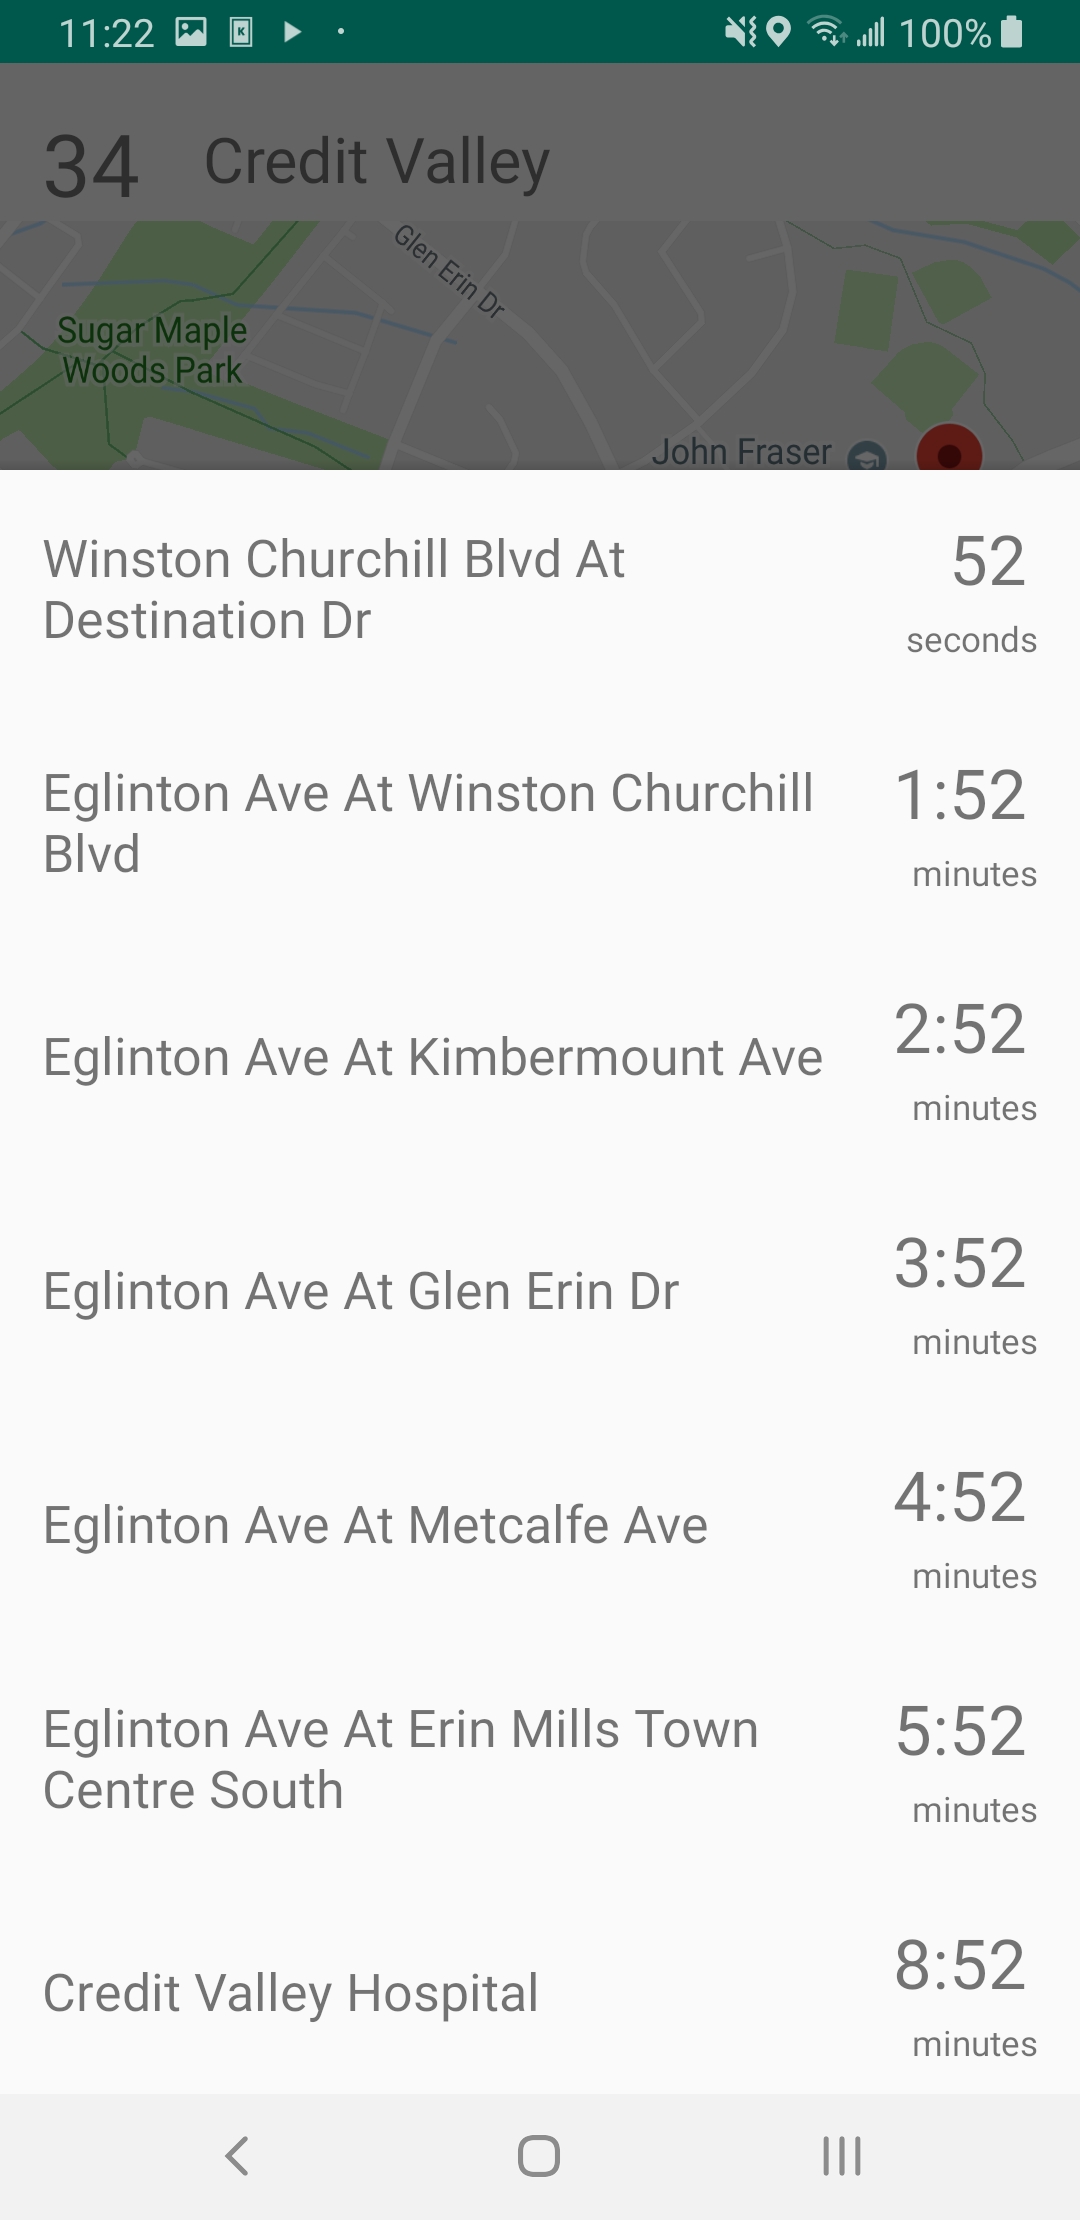 11:22
100%
34 Credit Valley
Glen Erin Dr
Sugar Maple
Woods Park
John Fraser
Winston Churchill Blvd At
Destination Dr
52
seconds
Eglinton Ave At Winston Churchill
Blvd
1:52
minutes
Eglinton Ave At Kimbermount Ave
2:52
minutes
Eglinton Ave At Glen Erin Dr
3:52
minutes
Eglinton Ave At Metcalfe Ave
4:52
minutes
Eglinton Ave At Erin Mills Town
Centre South
5:52
minutes
Credit Valley Hospital
8:52
minutes